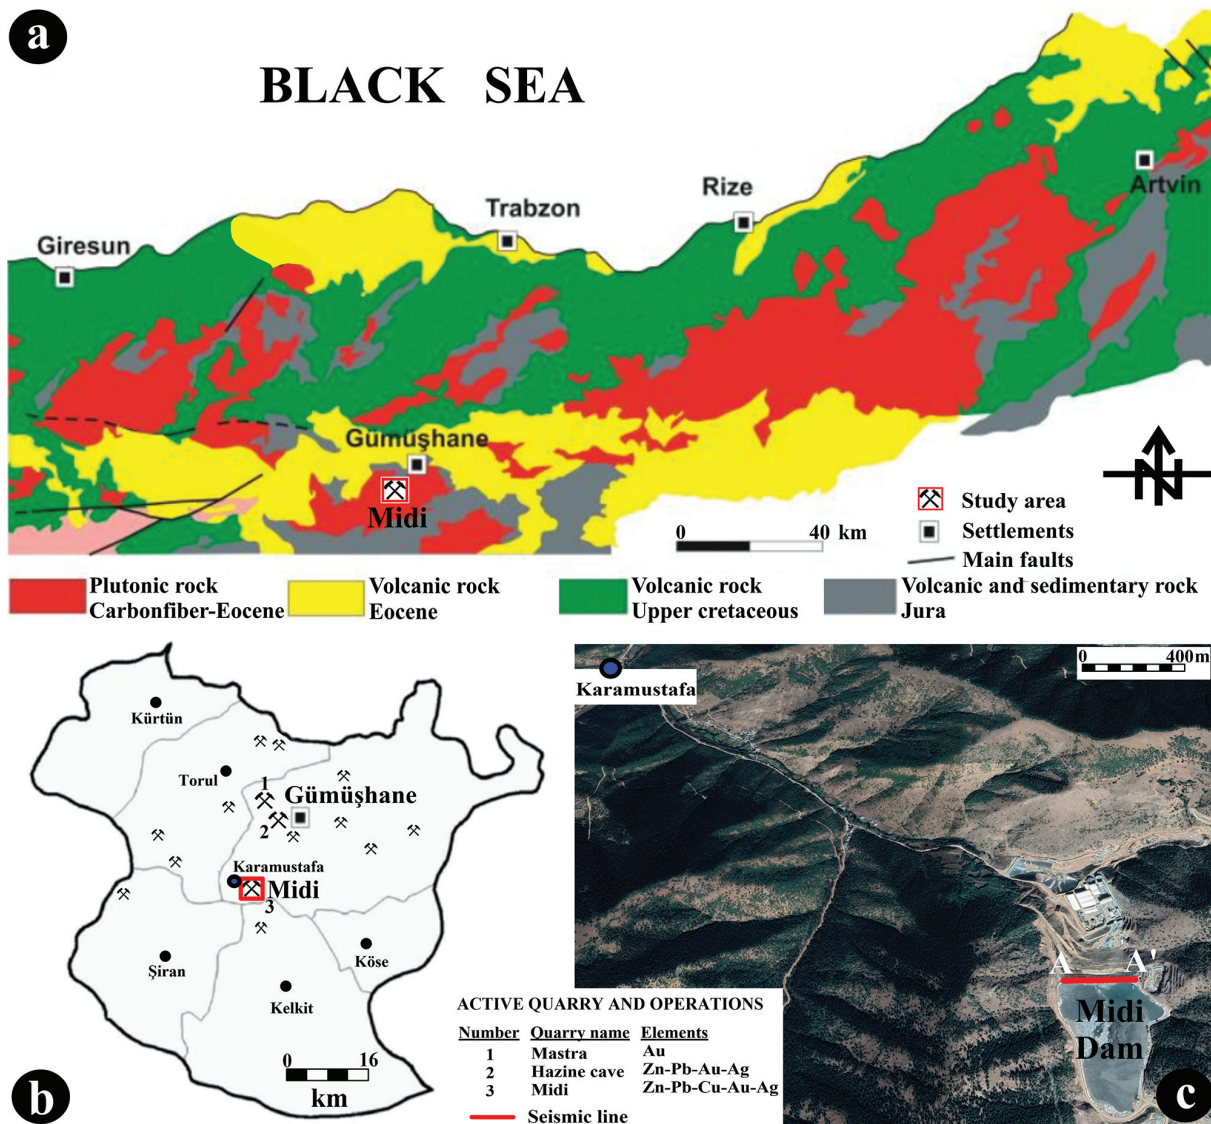 a
BLACK SEA
Giresun
Trabzon
Rize
Artvin
Gümüşhane
Midi
N
0 40 km
Study area
Settlements
Main faults
Plutonic rock
Carbonfiber-Eocene
Volcanic rock
Eocene
Volcanic rock
Upper cretaceous
Volcanic and sedimentary rock
Jura
b
Kürtün
Torul
1
Gümüşhane
2
Karamustafa
Midi
3
Şiran
Köse
Kelkit
0 16
km
ACTIVE QUARRY AND OPERATIONS
Number Quarry name Elements
1 Mastra Au
2 Hazine cave Zn-Pb-Au-Ag
3 Midi Zn-Pb-Cu-Au-Ag
Seismic line
Karamustafa
0 400m
A A'
Midi
Dam
c